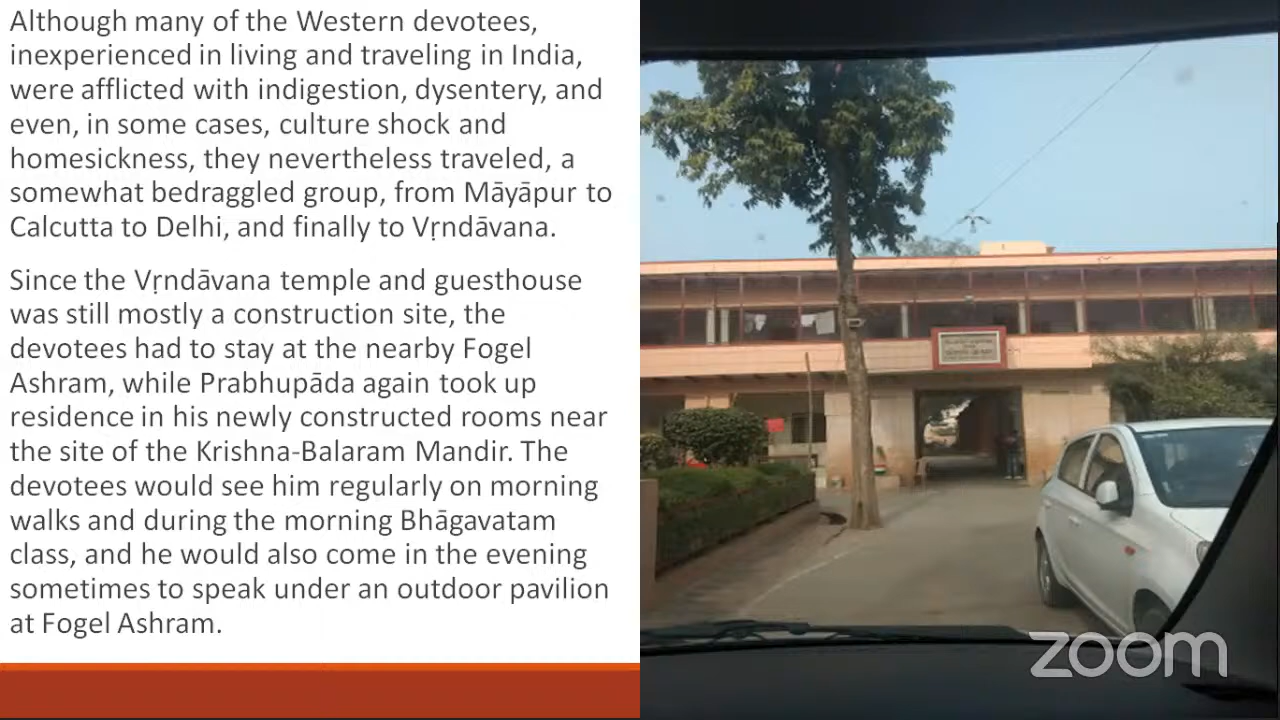 Although many of the Western devotees,
inexperienced in living and traveling in India,
were afflicted with indigestion, dysentery, and
even, in some cases, culture shock and
homesickness, they nevertheless traveled, a
somewhat bedraggled group, from Māyāpur to
Calcutta to Delhi, and finally to Vṛndāvana.
Since the Vṛndāvana temple and guesthouse
was still mostly a construction site, the
devotees had to stay at the nearby Fogel
Ashram, while Prabhupāda again took up
residence in his newly constructed rooms near
the site of the Krishna-Balaram Mandir. The
devotees would see him regularly on morning
walks and during the morning Bhāgavatam
class, and he would also come in the evening
sometimes to speak under an outdoor pavilion
at Fogel Ashram.
zoom